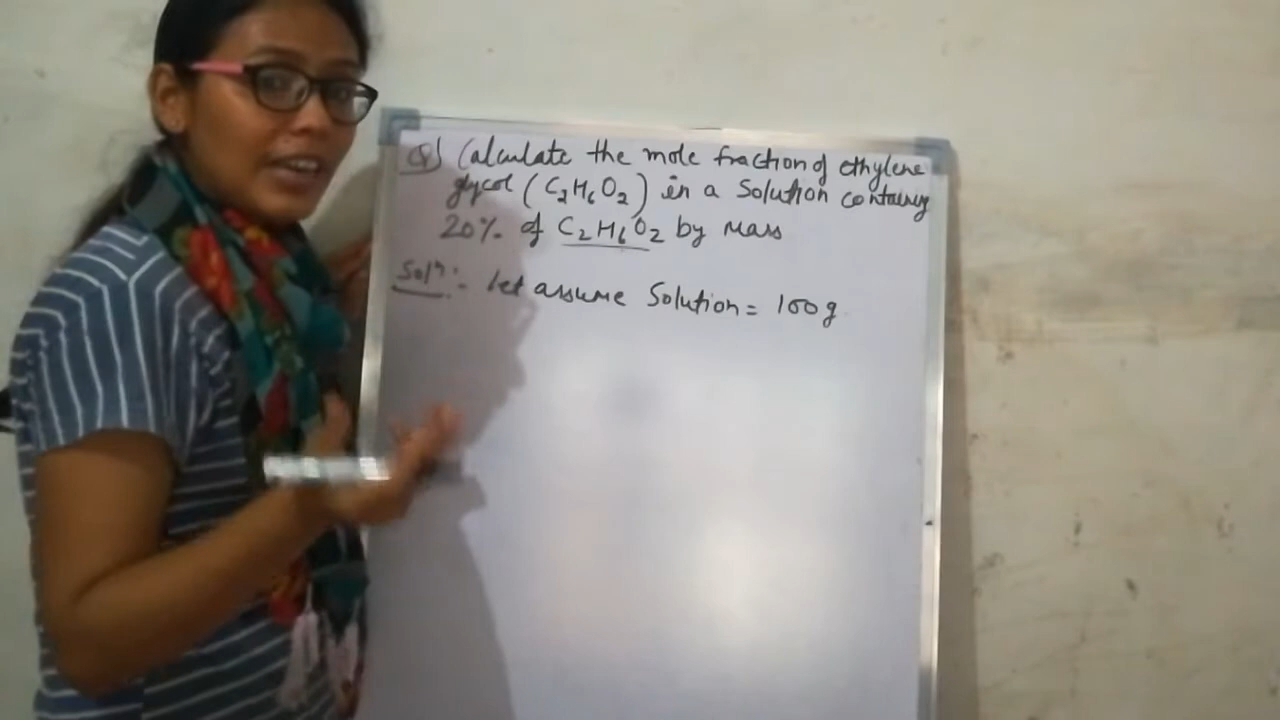 Q) Calculate the mole fraction of ethylene
glycol (C₂H₆O₂) in a solution containing
20% of C₂H₆O₂ by mass
Solⁿ:- let assume Solution = 100g